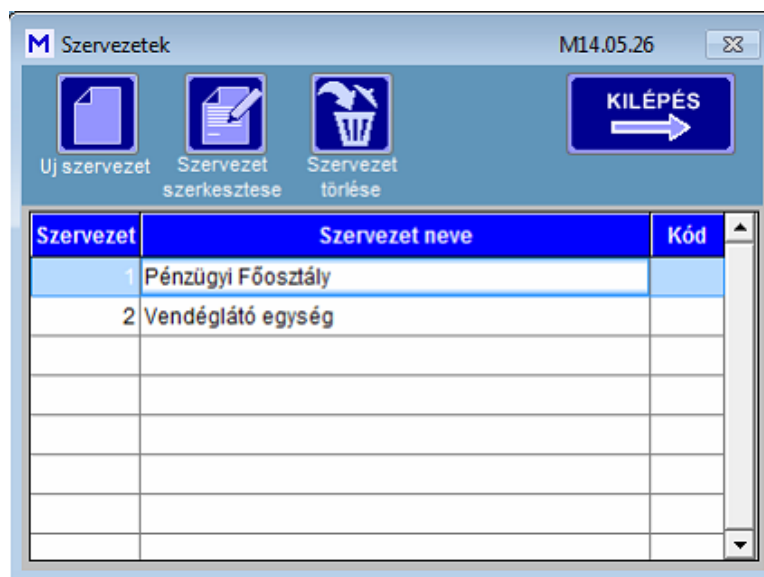 M Szervezetek M14.05.26
KILÉPÉS
Uj szervezet Szervezet szerkesztese Szervezet törlése
Szervezet Szervezet neve Kód
1 Pénzügyi Főosztály
2 Vendéglátó egység